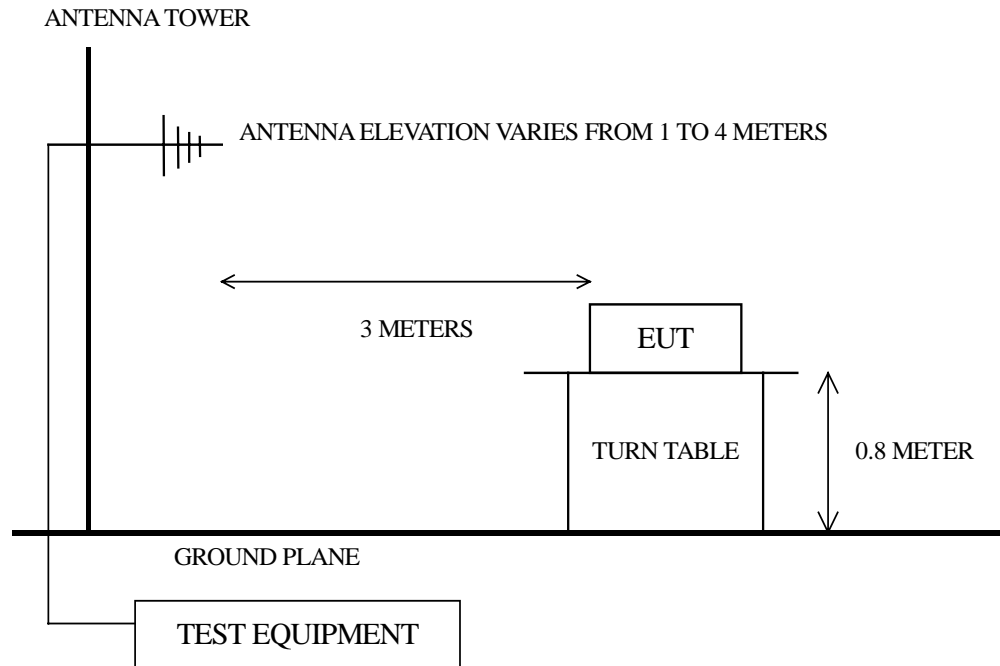 ANTENNA TOWER
ANTENNA ELEVATION VARIES FROM 1 TO 4 METERS
3 METERS
EUT
TURN TABLE
0.8 METER
GROUND PLANE
TEST EQUIPMENT